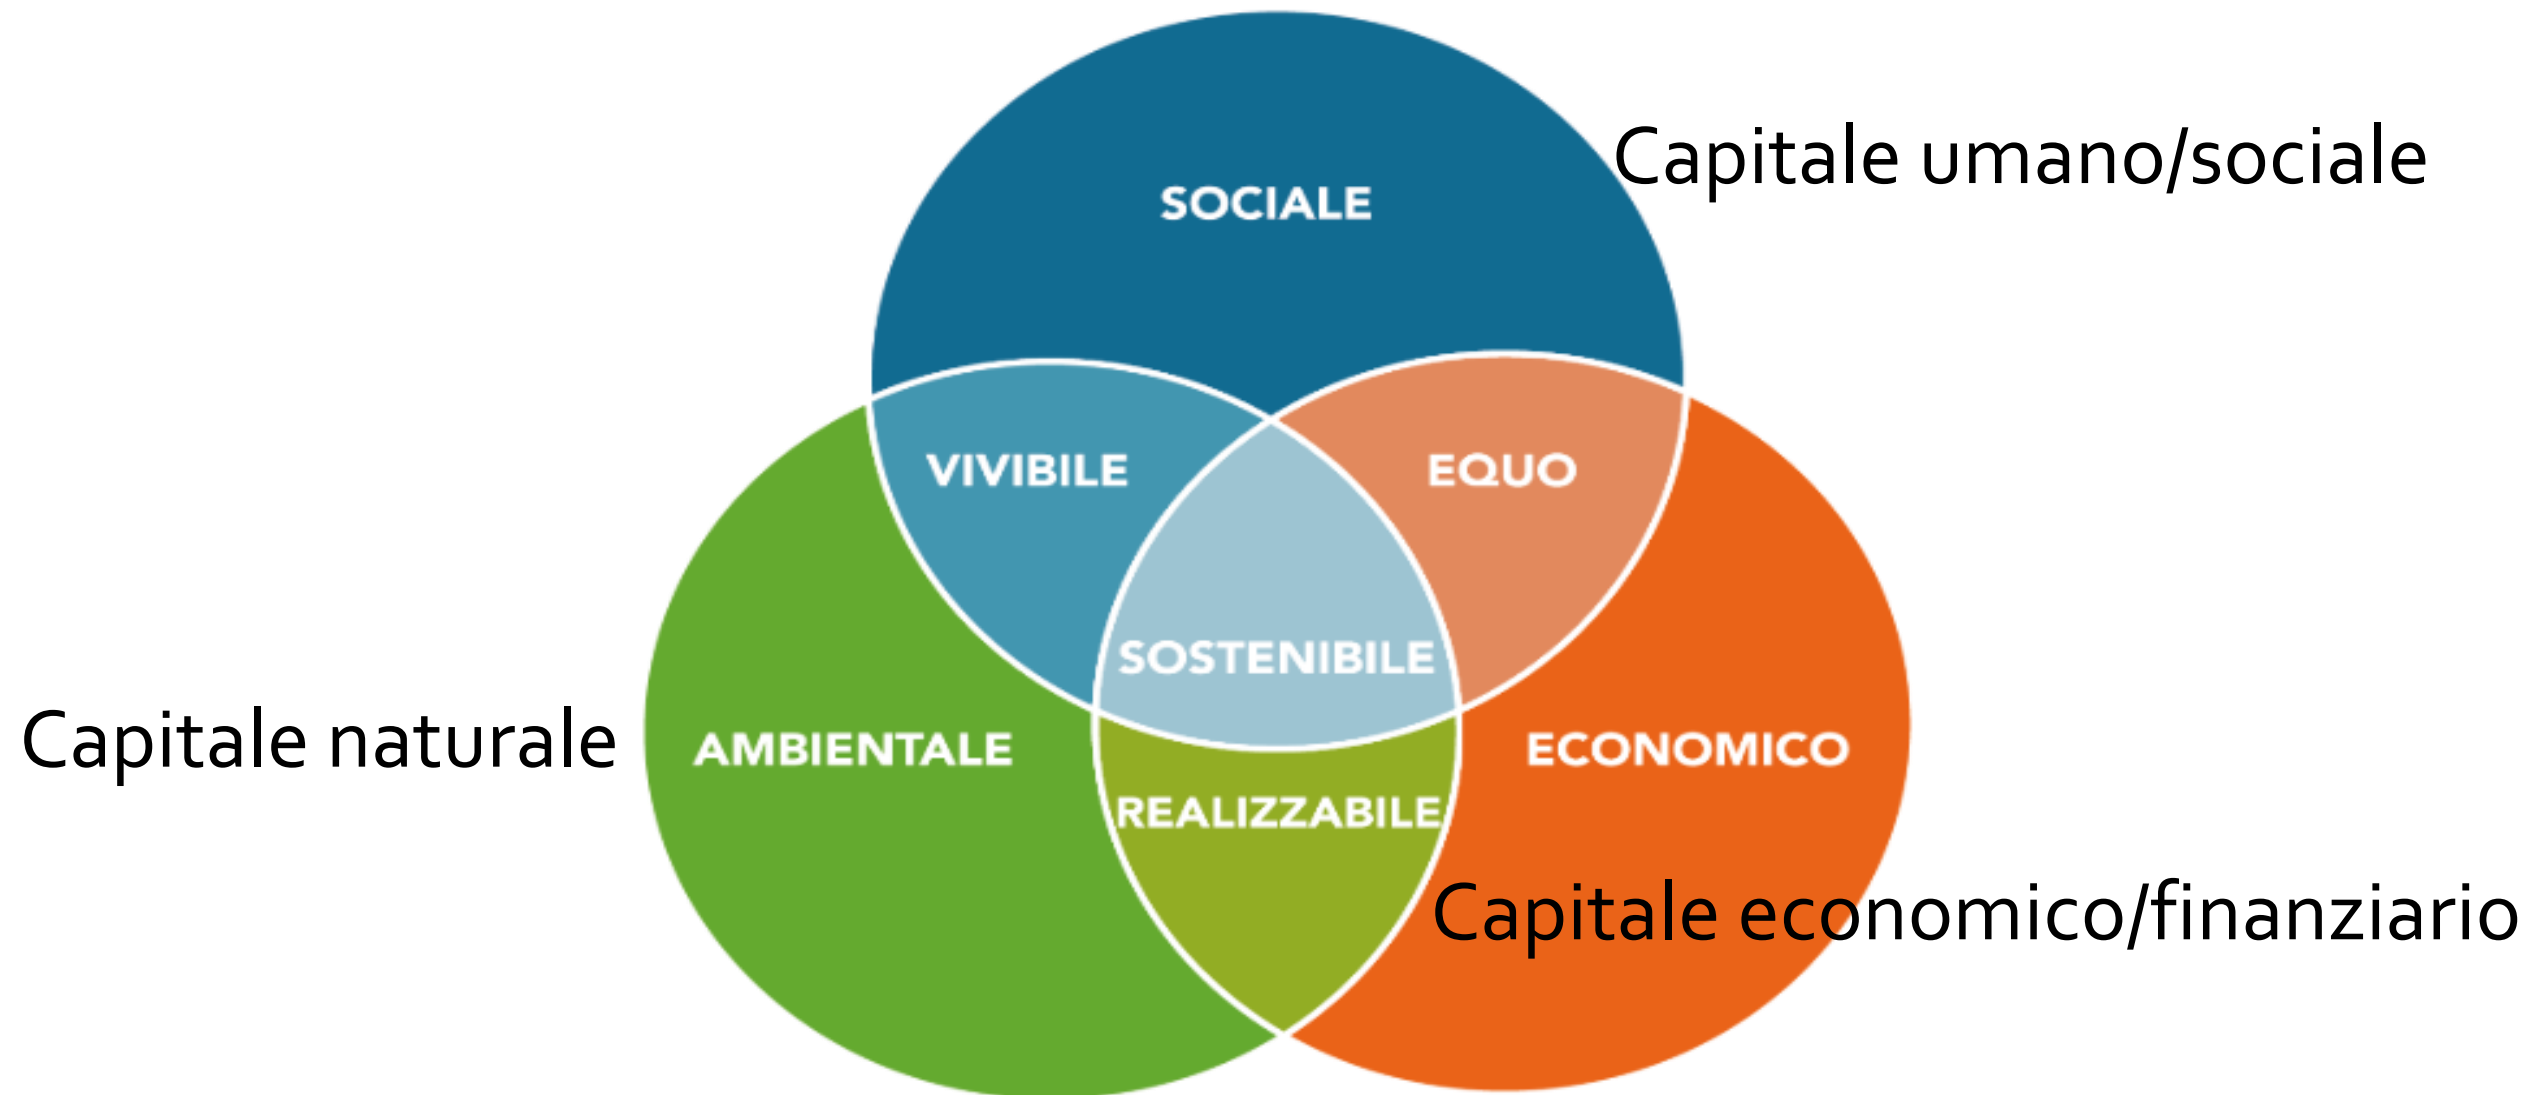 Capitale umano/sociale
SOCIALE
VIVIBILE
EQUO
SOSTENIBILE
Capitale naturale
AMBIENTALE
ECONOMICO
REALIZZABILE
Capitale economico/finanziario